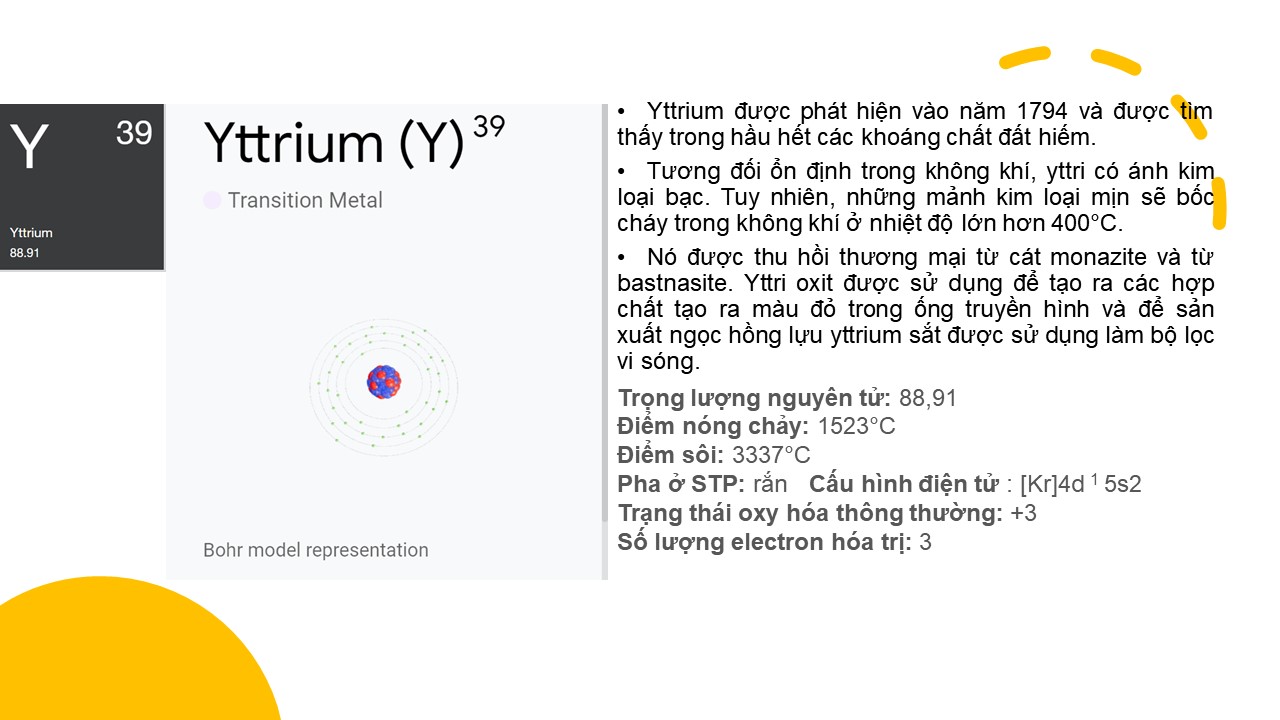 Y 39
Yttrium
88.91
Yttrium (Y) 39
Transition Metal
Bohr model representation
• Yttrium được phát hiện vào năm 1794 và được tìm
thấy trong hầu hết các khoáng chất đất hiếm.
• Tương đối ổn định trong không khí, yttri có ánh kim
loại bạc. Tuy nhiên, những mảnh kim loại mịn sẽ bốc
cháy trong không khí ở nhiệt độ lớn hơn 400°C.
• Nó được thu hồi thương mại từ cát monazite và từ
bastnasite. Yttri oxit được sử dụng để tạo ra các hợp
chất tạo ra màu đỏ trong ống truyền hình và để sản
xuất ngọc hồng lựu yttrium sắt được sử dụng làm bộ lọc
vi sóng.
Trọng lượng nguyên tử: 88,91
Điểm nóng chảy: 1523°C
Điểm sôi: 3337°C
Pha ở STP: rắn Cấu hình điện tử : [Kr]4d 1 5s2
Trạng thái oxy hóa thông thường: +3
Số lượng electron hóa trị: 3